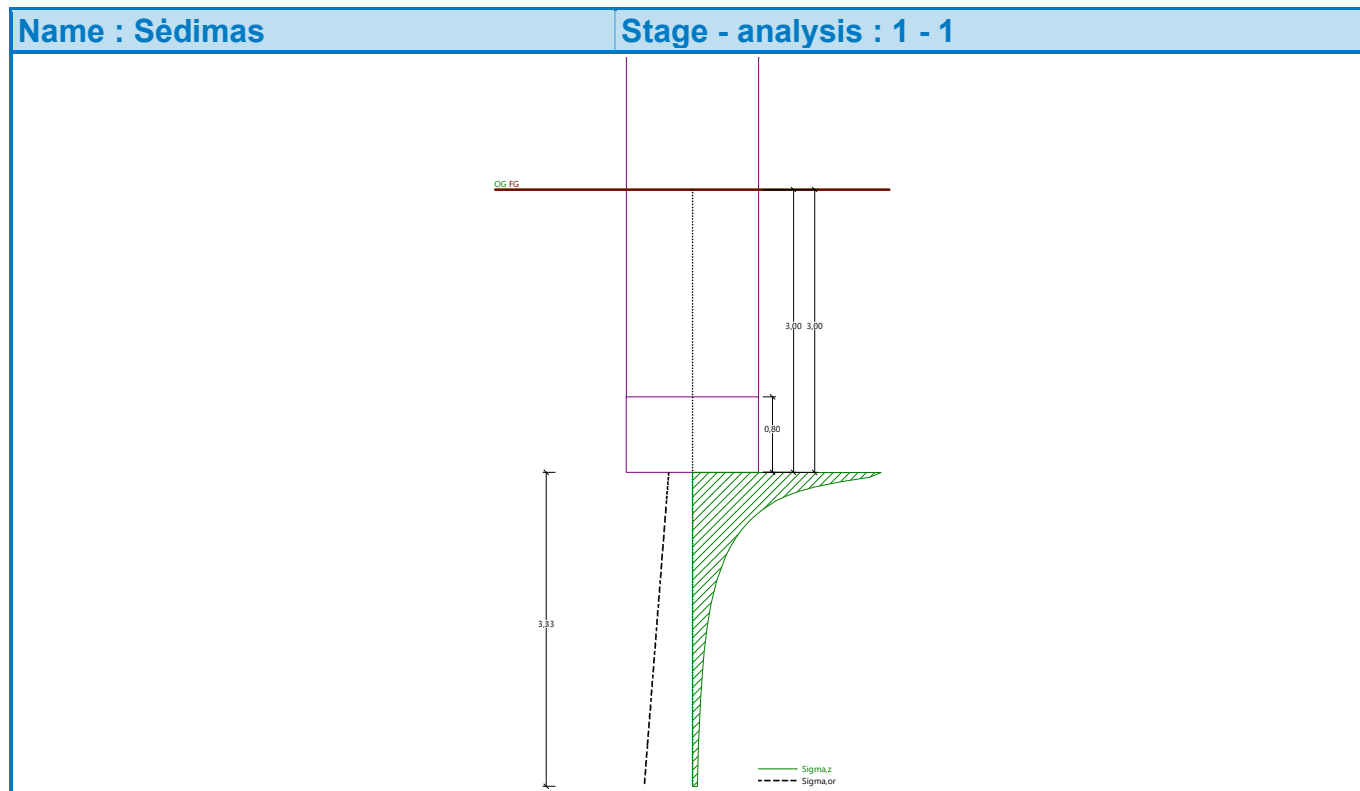 Name : Sėdimas
Stage - analysis : 1 - 1
OG FG
3,00 3,00
0,80
3,33
Sigma,z
Sigma,or